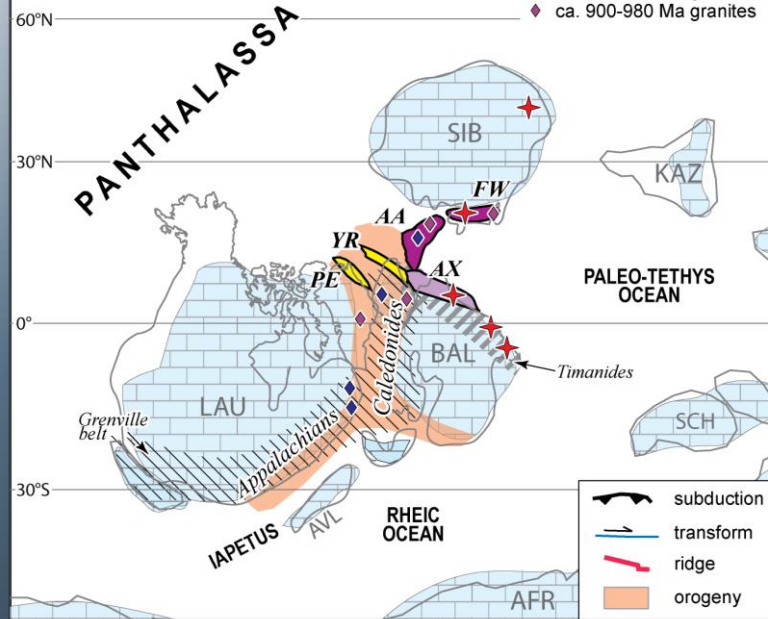 60°N
ca. 900-980 Ma granites
PANTHALASSA
SIB
30°N
KAZ
FW
AA
YR
AX
PE
PALEO-TETHYS
OCEAN
0°
Caledonides
BAL
Timanides
LAU
Grenville
belt
SCH
Appalachians
30°S
AVL
RHEIC
OCEAN
IAPETUS
subduction
transform
ridge
orogeny
AFR